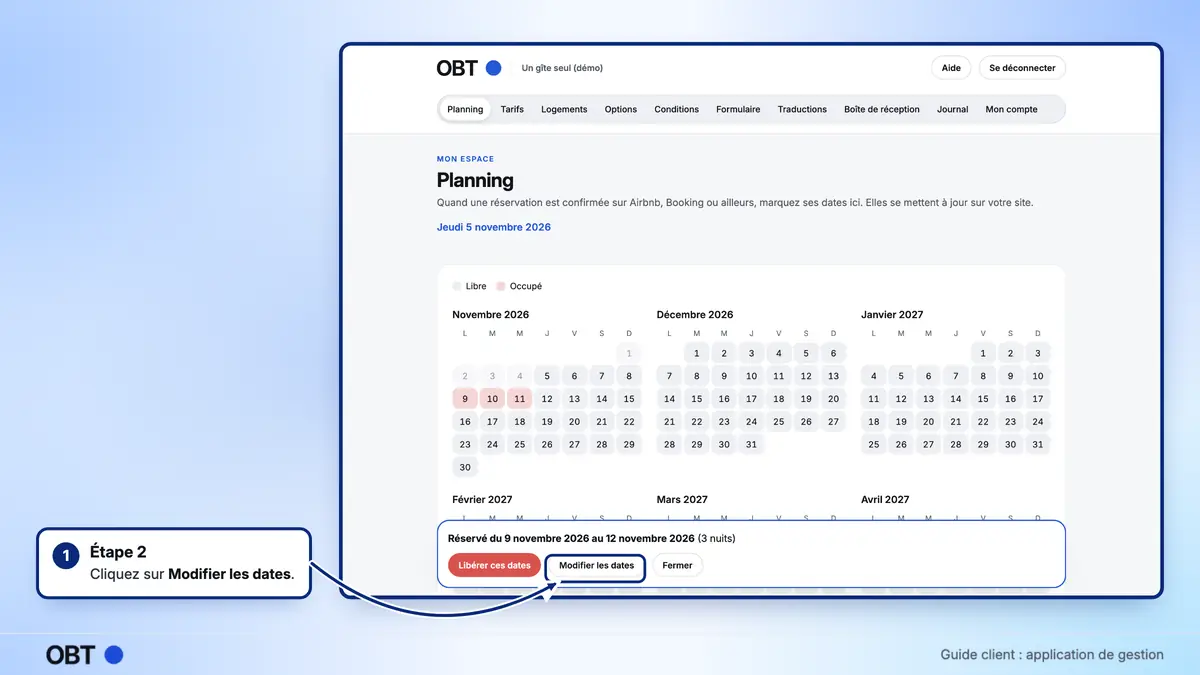 OBT
Un gîte seul (démo)
Aide
Se déconnecter
Planning Tarifs Logements Options Conditions Formulaire Traductions Boîte de réception Journal Mon compte
MON ESPACE
Planning
Quand une réservation est confirmée sur Airbnb, Booking ou ailleurs, marquez ses dates ici. Elles se mettent à jour sur votre site.
Jeudi 5 novembre 2026
Libre Occupé
Novembre 2026
L M M J V S D
1
2 3 4 5 6 7 8
9 10 11 12 13 14 15
16 17 18 19 20 21 22
23 24 25 26 27 28 29
30
Décembre 2026
L M M J V S D
1 2 3 4 5 6
7 8 9 10 11 12 13
14 15 16 17 18 19 20
21 22 23 24 25 26 27
28 29 30 31
Janvier 2027
L M M J V S D
1 2 3
4 5 6 7 8 9 10
11 12 13 14 15 16 17
18 19 20 21 22 23 24
25 26 27 28 29 30 31
Février 2027
L M M J V S D
Mars 2027
L M M J V S D
Avril 2027
L M M J V S D
Réservé du 9 novembre 2026 au 12 novembre 2026 (3 nuits)
Libérer ces dates
Modifier les dates
Fermer
1
Étape 2
Cliquez sur Modifier les dates.
OBT
Guide client : application de gestion